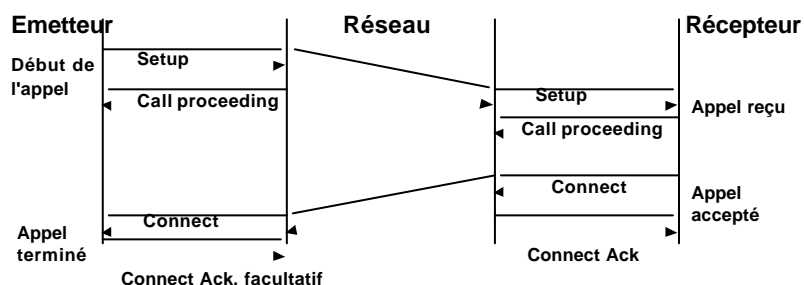 Emetteur
Réseau
Récepteur
Setup
Début de
l'appel
Call proceeding
Setup
Appel reçu
Call proceeding
Connect
Appel
accepté
Connect
Appel
terminé
Connect Ack
Connect Ack. facultatif